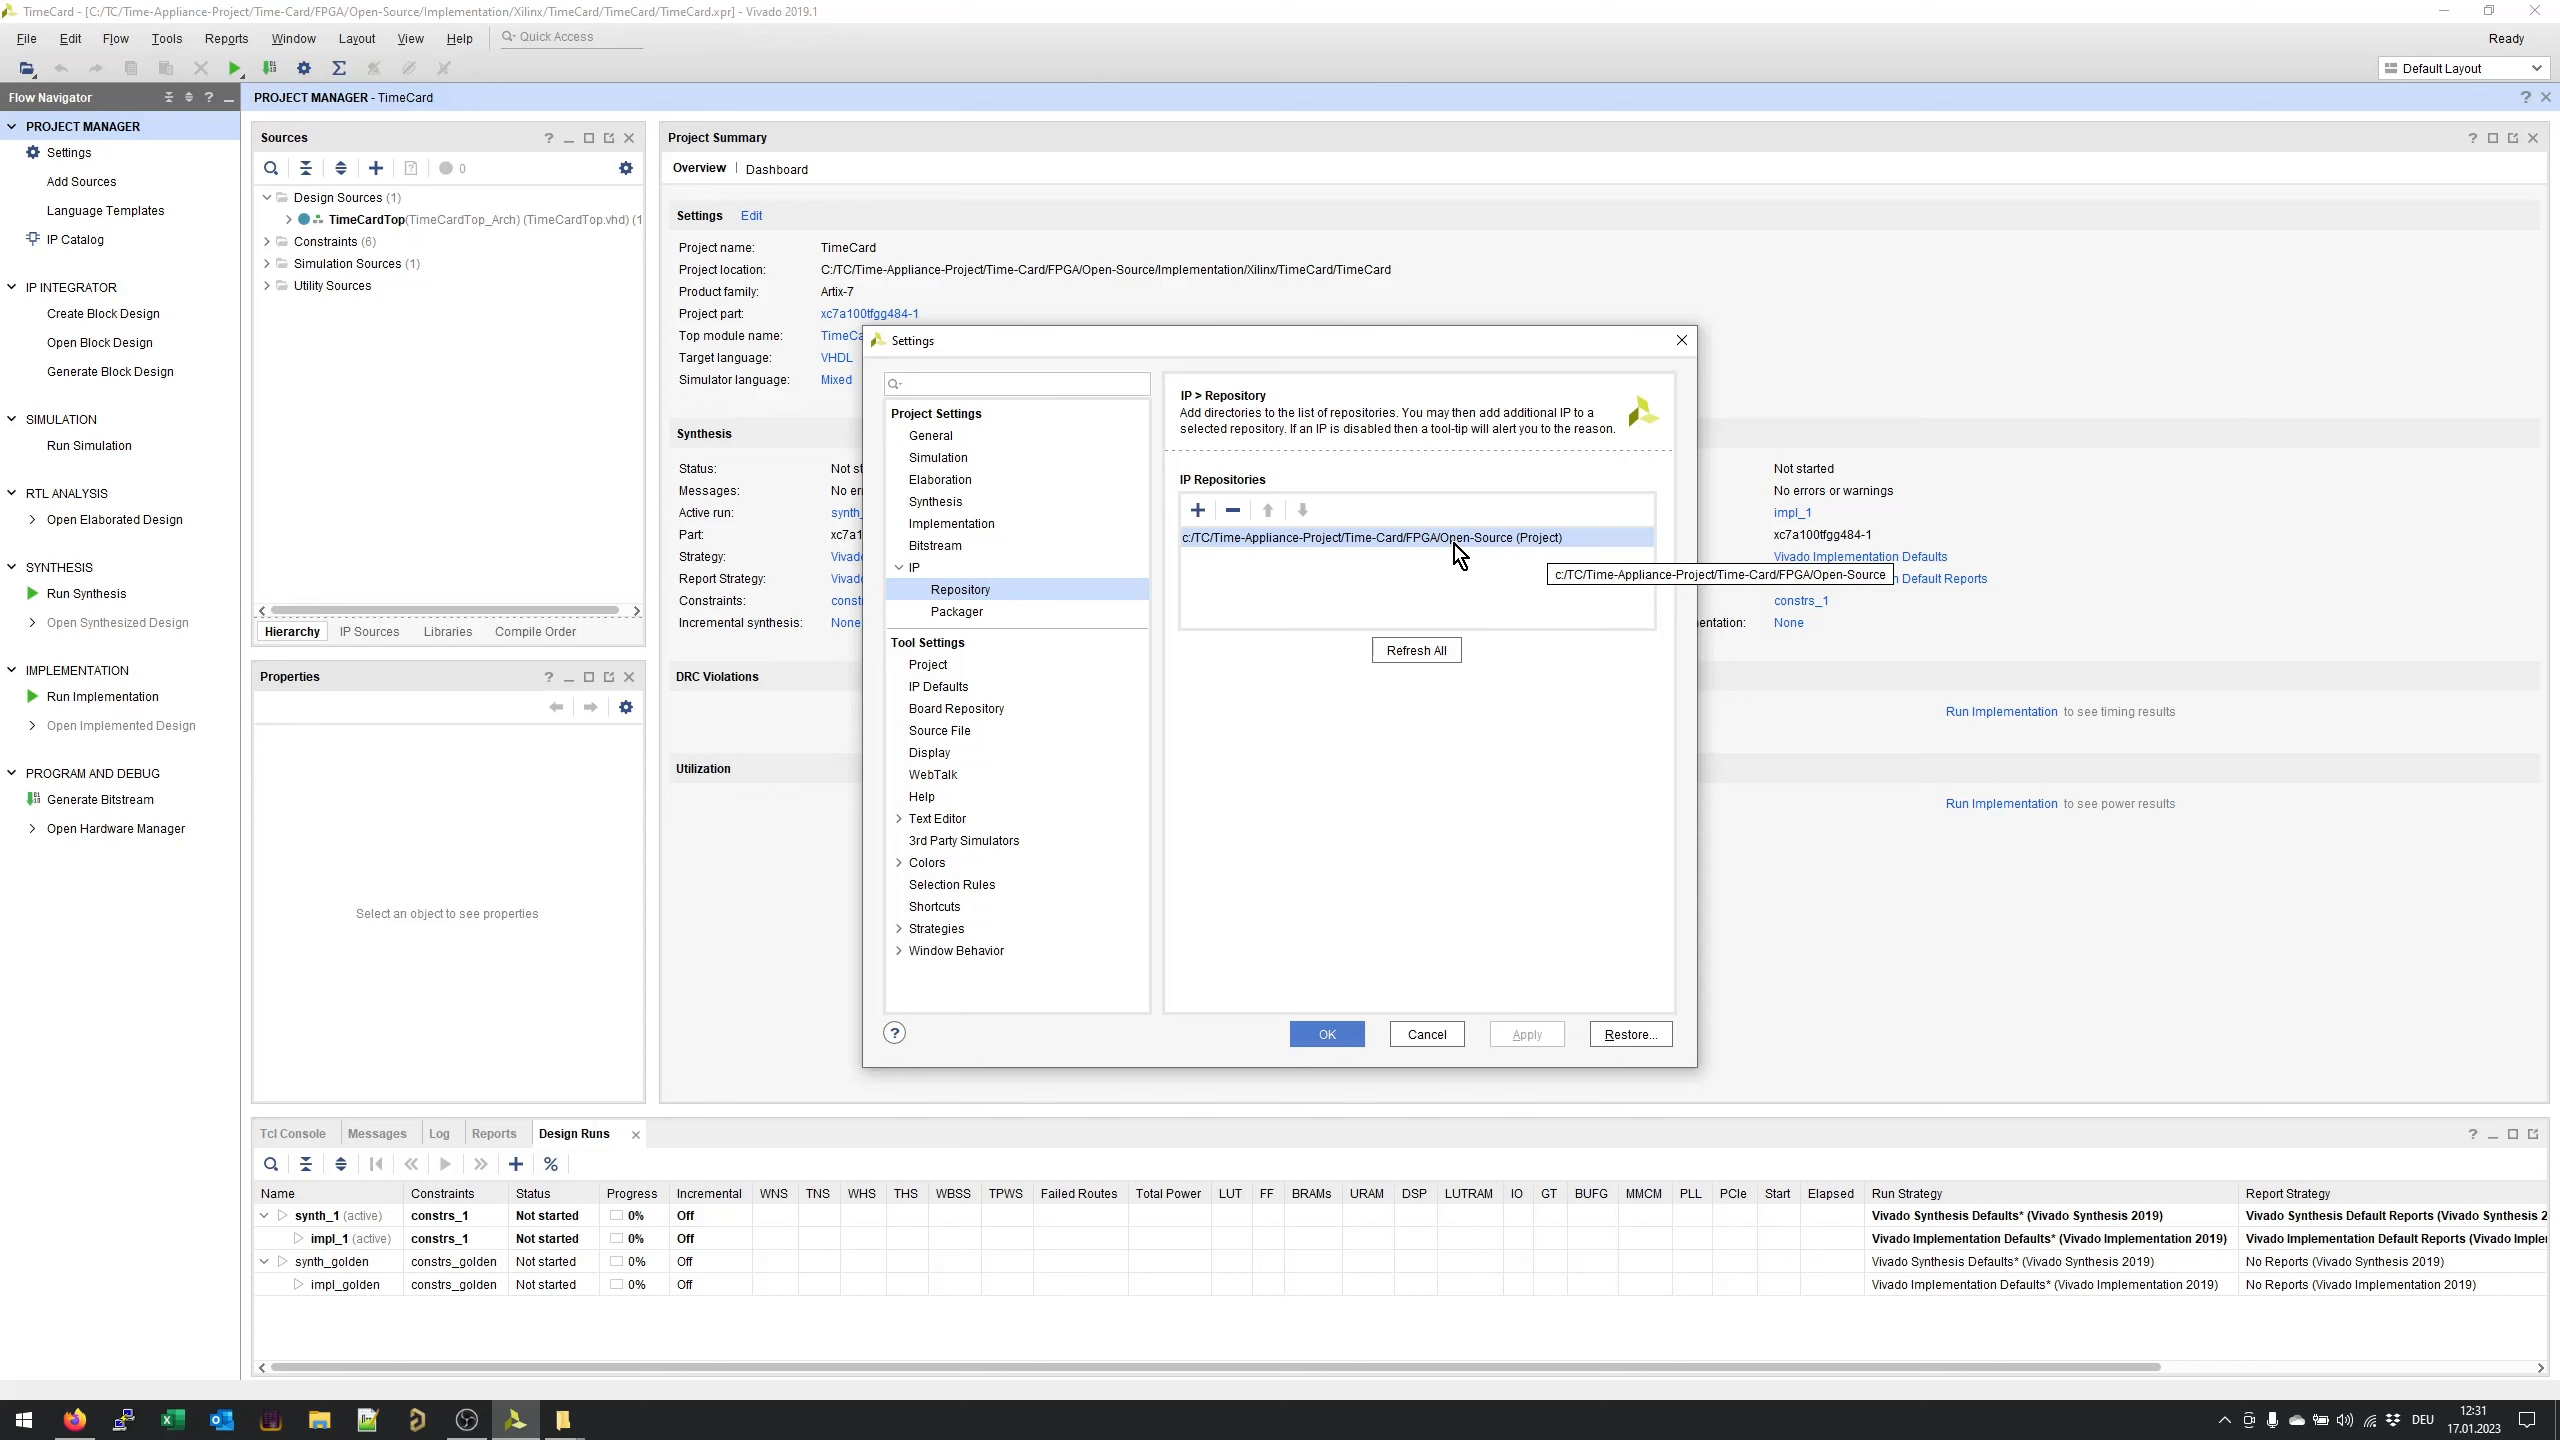 TimeCard - [C:/TC/Time-Appliance-Project/Time-Card/FPGA/Open-Source/Implementation/Xilinx/TimeCard/TimeCard/TimeCard.xpr] - Vivado 2019.1
File Edit Flow Tools Reports Window Layout View Help Quick Access Ready
Default Layout
Flow Navigator
PROJECT MANAGER - TimeCard
PROJECT MANAGER
Settings
Add Sources
Language Templates
IP Catalog
IP INTEGRATOR
Create Block Design
Open Block Design
Generate Block Design
SIMULATION
Run Simulation
RTL ANALYSIS
Open Elaborated Design
SYNTHESIS
Run Synthesis
Open Synthesized Design
IMPLEMENTATION
Run Implementation
Open Implemented Design
PROGRAM AND DEBUG
Generate Bitstream
Open Hardware Manager
Sources
0
Design Sources (1)
TimeCardTop(TimeCardTop_Arch) (TimeCardTop.vhd) (1
Constraints (6)
Simulation Sources (1)
Utility Sources
Hierarchy IP Sources Libraries Compile Order
Properties
Select an object to see properties
Project Summary
Overview | Dashboard
Settings Edit
Project name: TimeCard
Project location: C:/TC/Time-Appliance-Project/Time-Card/FPGA/Open-Source/Implementation/Xilinx/TimeCard/TimeCard
Product family: Artix-7
Project part: xc7a100tfgg484-1
Top module name: TimeCa
Target language: VHDL
Simulator language: Mixed
Synthesis
Status: Not st
Messages: No er
Active run: synth_
Part: xc7a1
Strategy: Vivad
Report Strategy: Vivad
Constraints: const
Incremental synthesis: None
Not started
No errors or warnings
impl_1
xc7a100tfgg484-1
Vivado Implementation Defaults
n Default Reports
constrs_1
entation: None
DRC Violations
Run Implementation to see timing results
Utilization
Run Implementation to see power results
Settings
Project Settings
General
Simulation
Elaboration
Synthesis
Implementation
Bitstream
IP
Repository
Packager
Tool Settings
Project
IP Defaults
Board Repository
Source File
Display
WebTalk
Help
Text Editor
3rd Party Simulators
Colors
Selection Rules
Shortcuts
Strategies
Window Behavior
IP > Repository
Add directories to the list of repositories. You may then add additional IP to a
selected repository. If an IP is disabled then a tool-tip will alert you to the reason.
IP Repositories
c:/TC/Time-Appliance-Project/Time-Card/FPGA/Open-Source (Project)
c:/TC/Time-Appliance-Project/Time-Card/FPGA/Open-Source
Refresh All
OK Cancel Apply Restore...
Tcl Console Messages Log Reports Design Runs
Name Constraints Status Progress Incremental WNS TNS WHS THS WBSS TPWS Failed Routes Total Power LUT FF BRAMs URAM DSP LUTRAM IO GT BUFG MMCM PLL PCIe Start Elapsed Run Strategy Report Strategy
synth_1 (active) constrs_1 Not started 0% Off Vivado Synthesis Defaults* (Vivado Synthesis 2019) Vivado Synthesis Default Reports (Vivado Synthesis 2
impl_1 (active) constrs_1 Not started 0% Off Vivado Implementation Defaults* (Vivado Implementation 2019) Vivado Implementation Default Reports (Vivado Impler
synth_golden constrs_golden Not started 0% Off Vivado Synthesis Defaults* (Vivado Synthesis 2019) No Reports (Vivado Synthesis 2019)
impl_golden constrs_golden Not started 0% Off Vivado Implementation Defaults* (Vivado Implementation 2019) No Reports (Vivado Implementation 2019)
DEU
12:31
17.01.2023